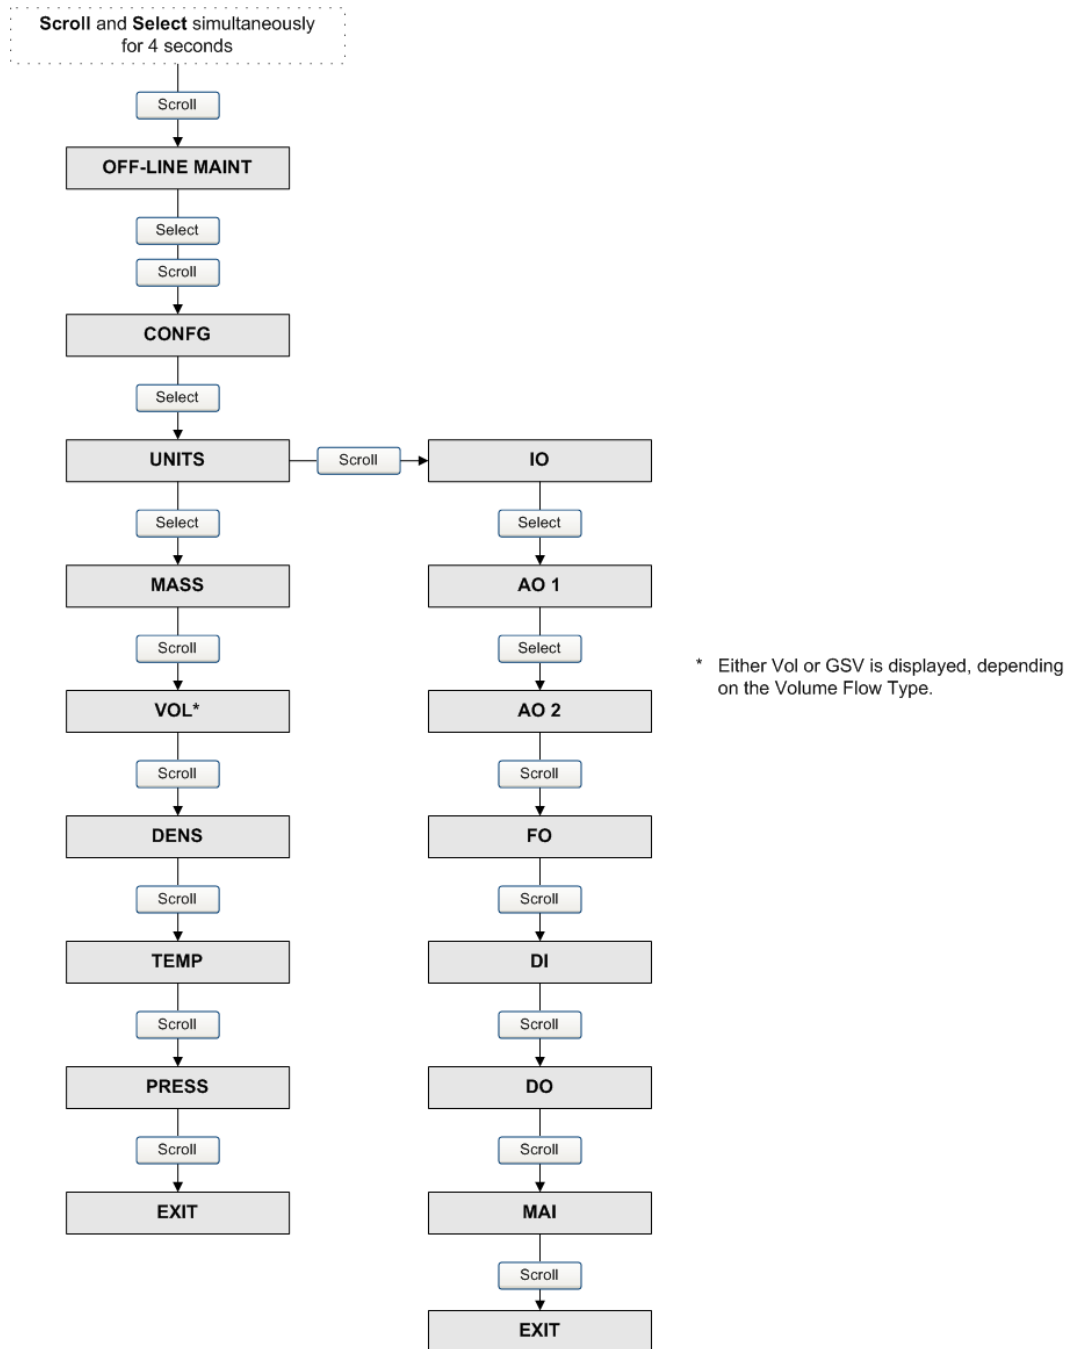 Scroll and Select simultaneously
for 4 seconds
Scroll
OFF-LINE MAINT
Select
Scroll
CONFG
Select
UNITS
Scroll
IO
Select
MASS
Scroll
VOL*
Scroll
DENS
Scroll
TEMP
Scroll
PRESS
Scroll
EXIT
Select
AO 1
Select
AO 2
Scroll
FO
Scroll
DI
Scroll
DO
Scroll
MAI
Scroll
EXIT
* Either Vol or GSV is displayed, depending
on the Volume Flow Type.